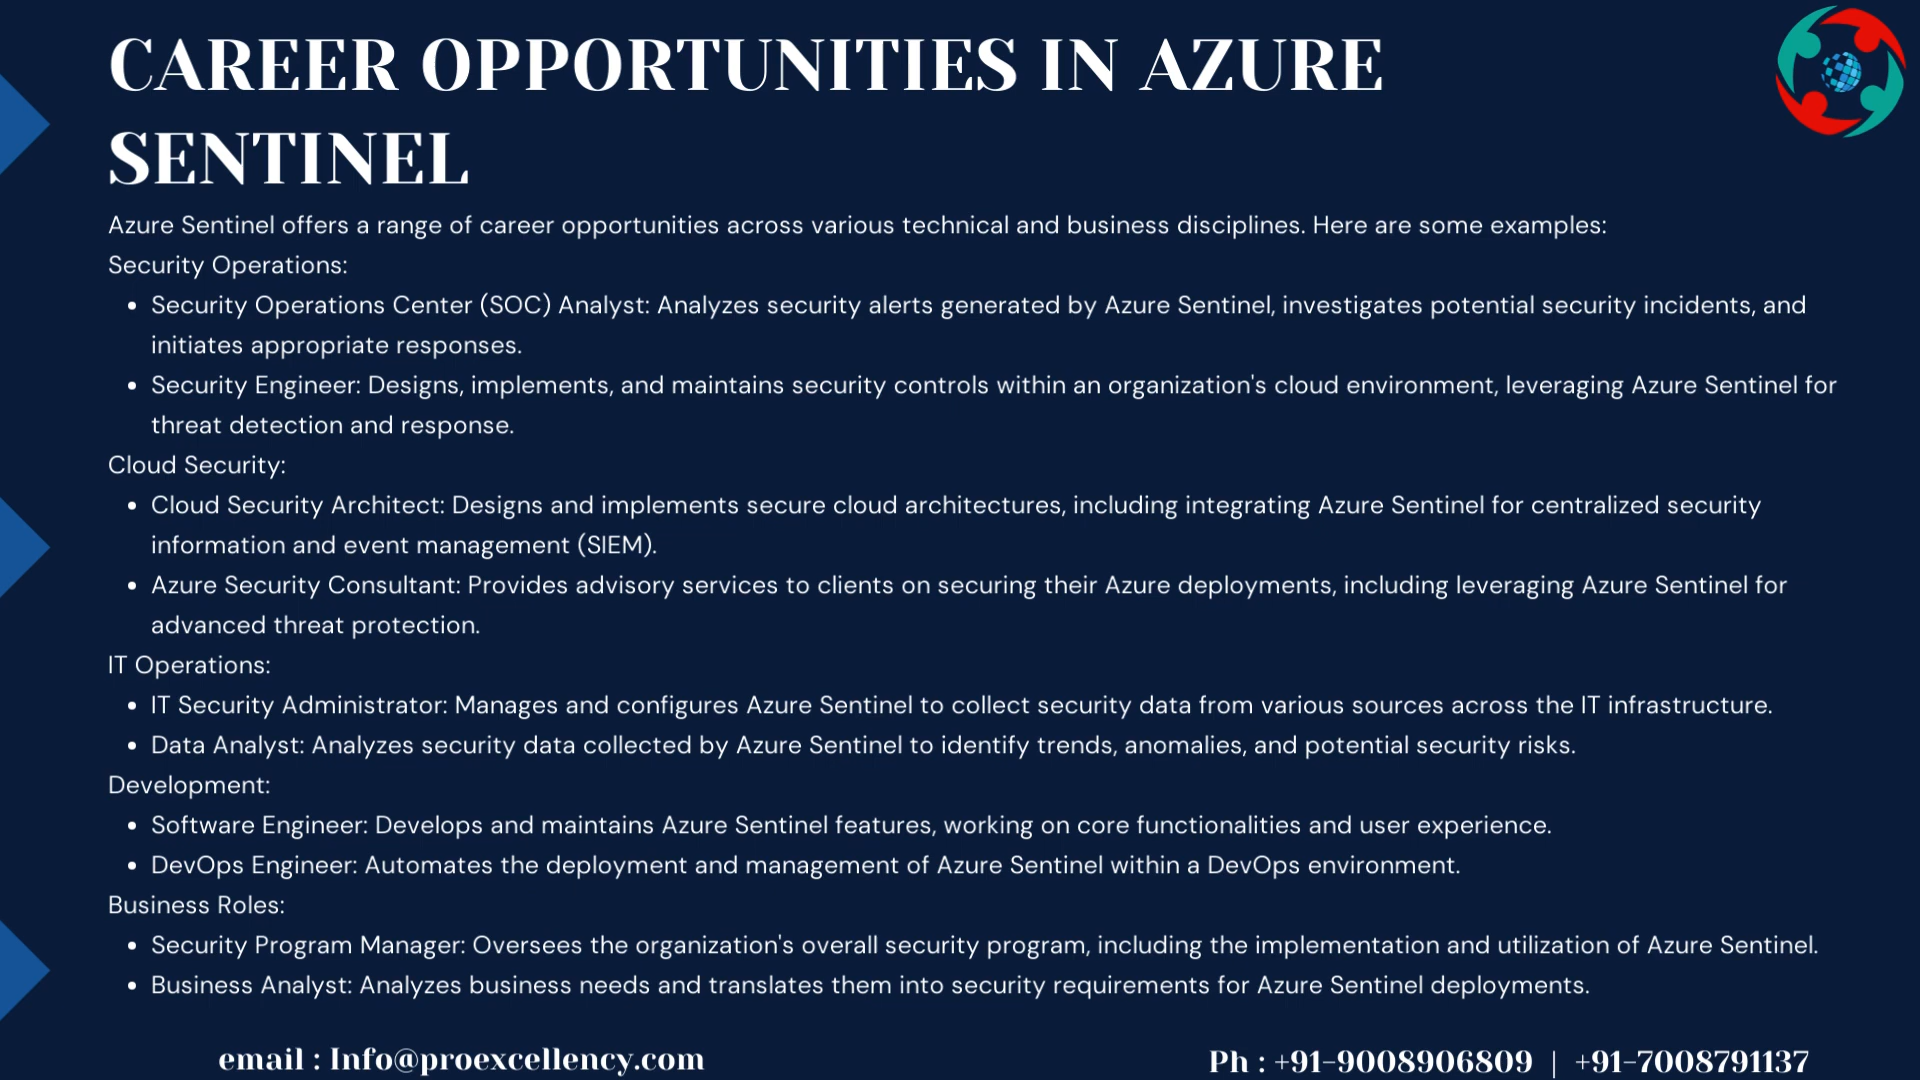 CAREER OPPORTUNITIES IN AZURE
SENTINEL
Azure Sentinel offers a range of career opportunities across various technical and business disciplines. Here are some examples:
Security Operations:
• Security Operations Center (SOC) Analyst: Analyzes security alerts generated by Azure Sentinel, investigates potential security incidents, and
initiates appropriate responses.
• Security Engineer: Designs, implements, and maintains security controls within an organization's cloud environment, leveraging Azure Sentinel for
threat detection and response.
Cloud Security:
• Cloud Security Architect: Designs and implements secure cloud architectures, including integrating Azure Sentinel for centralized security
information and event management (SIEM).
• Azure Security Consultant: Provides advisory services to clients on securing their Azure deployments, including leveraging Azure Sentinel for
advanced threat protection.
IT Operations:
• IT Security Administrator: Manages and configures Azure Sentinel to collect security data from various sources across the IT infrastructure.
• Data Analyst: Analyzes security data collected by Azure Sentinel to identify trends, anomalies, and potential security risks.
Development:
• Software Engineer: Develops and maintains Azure Sentinel features, working on core functionalities and user experience.
• DevOps Engineer: Automates the deployment and management of Azure Sentinel within a DevOps environment.
Business Roles:
• Security Program Manager: Oversees the organization's overall security program, including the implementation and utilization of Azure Sentinel.
• Business Analyst: Analyzes business needs and translates them into security requirements for Azure Sentinel deployments.
email : Info@proexcellency.com
Ph : +91-9008906809 | +91-7008791137